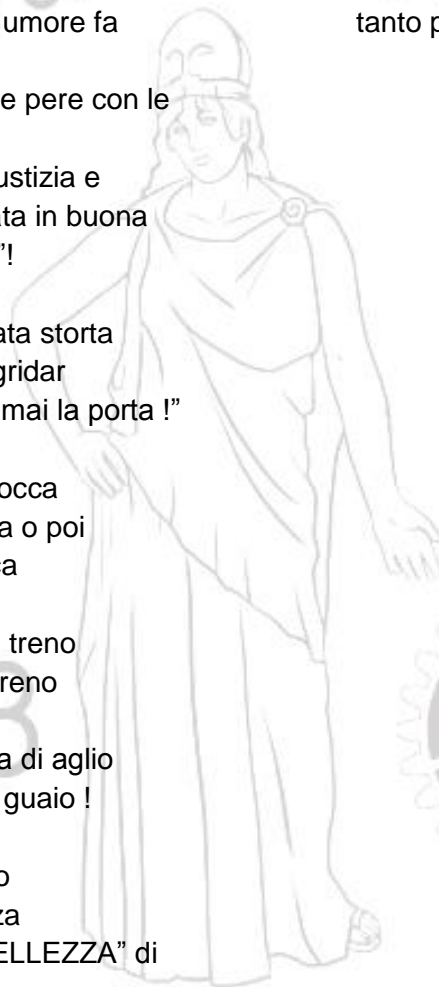 umore fa
tanto p
e pere con le
ustizia e
ata in buona
”!
ata storta
gridar
mai la porta !”
occa
a o poi
ca
treno
reno
a di aglio
guaio !
o
za
ELLEZZA” di